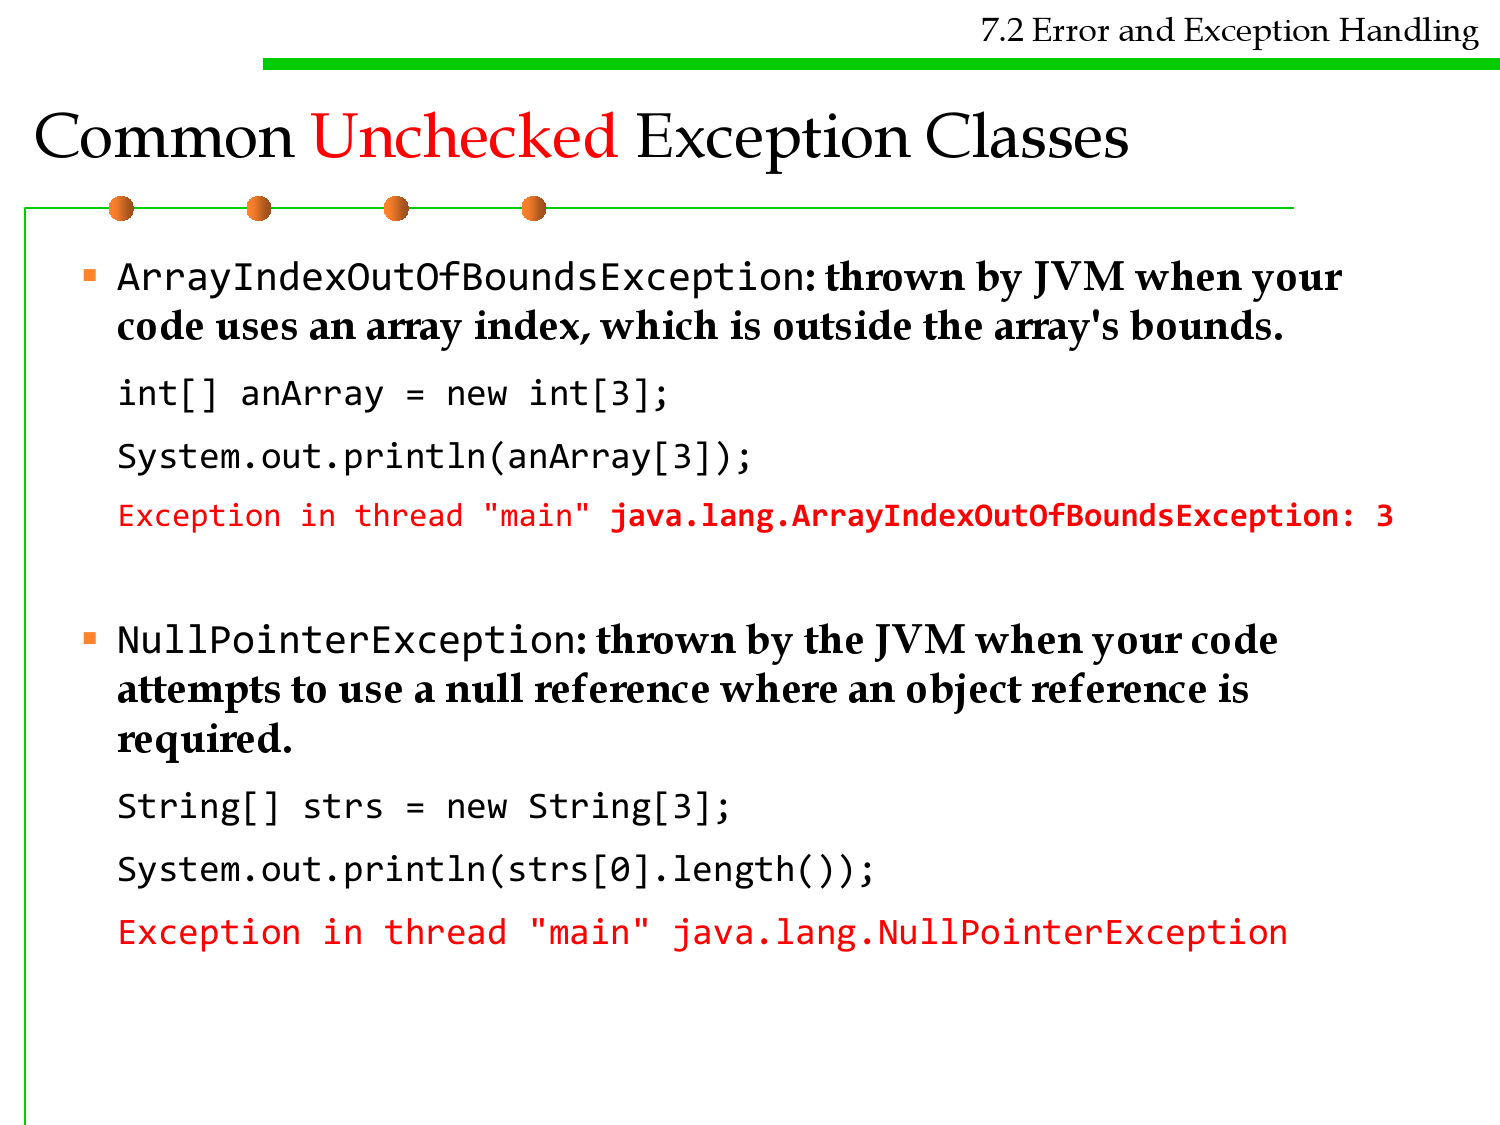 7.2 Error and Exception Handling
Common Unchecked Exception Classes
ArrayIndexOutOfBoundsException: thrown by JVM when your
code uses an array index, which is outside the array's bounds.
int[] anArray = new int[3];
System.out.println(anArray[3]);
Exception in thread "main" java.lang.ArrayIndexOutOfBoundsException: 3
NullPointerException: thrown by the JVM when your code
attempts to use a null reference where an object reference is
required.
String[] strs = new String[3];
System.out.println(strs[0].length());
Exception in thread "main" java.lang.NullPointerException